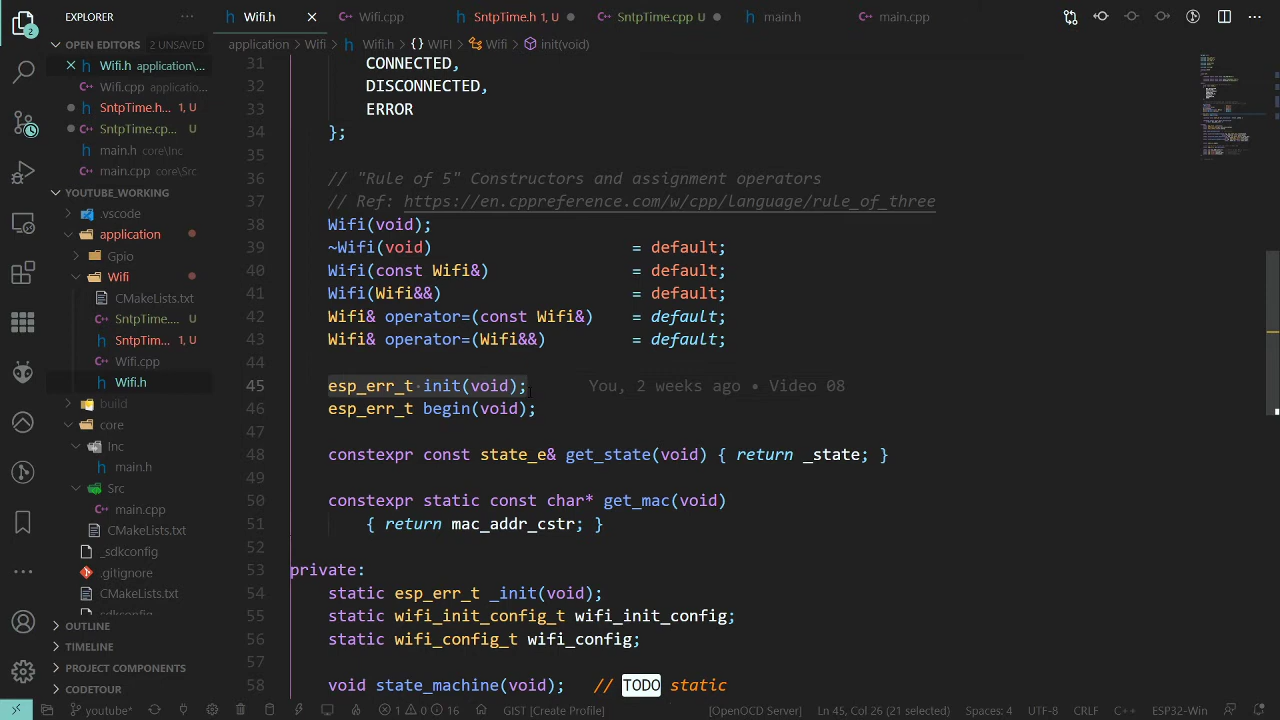 EXPLORER
Wifi.h
Wifi.cpp
SntpTime.h 1, U
SntpTime.cpp U
main.h
main.cpp
OPEN EDITORS 2 UNSAVED
Wifi.h application\...
Wifi.cpp applicatio...
SntpTime.h... 1, U
SntpTime.cp... U
main.h core\Inc
main.cpp core\Src
YOUTUBE_WORKING
.vscode
application
Gpio
Wifi
CMakeLists.txt
SntpTime.... U
SntpTim... 1, U
Wifi.cpp
Wifi.h
build
core
Inc
main.h
Src
main.cpp
CMakeLists.txt
_sdkconfig
.gitignore
CMakeLists.txt
sdkconfig
OUTLINE
TIMELINE
PROJECT COMPONENTS
CODETOUR
2
application > Wifi > Wifi.h > {} WIFI > Wifi > init(void)
31 CONNECTED,
32 DISCONNECTED,
33 ERROR
34 };
35
36 // "Rule of 5" Constructors and assignment operators
37 // Ref: https://en.cppreference.com/w/cpp/language/rule_of_three
38 Wifi(void);
39 ~Wifi(void) = default;
40 Wifi(const Wifi&) = default;
41 Wifi(Wifi&&) = default;
42 Wifi& operator=(const Wifi&) = default;
43 Wifi& operator=(Wifi&&) = default;
44
45 esp_err_t·init(void); You, 2 weeks ago • Video 08
46 esp_err_t begin(void);
47
48 constexpr const state_e& get_state(void) { return _state; }
49
50 constexpr static const char* get_mac(void)
51 { return mac_addr_cstr; }
52
53 private:
54 static esp_err_t _init(void);
55 static wifi_init_config_t wifi_init_config;
56 static wifi_config_t wifi_config;
57
58 void state_machine(void); // TODO static
youtube* 1 0 16 GIST [Create Profile] [OpenOCD Server] Ln 45, Col 26 (21 selected) Spaces: 4 UTF-8 CRLF C++ ESP32-Win